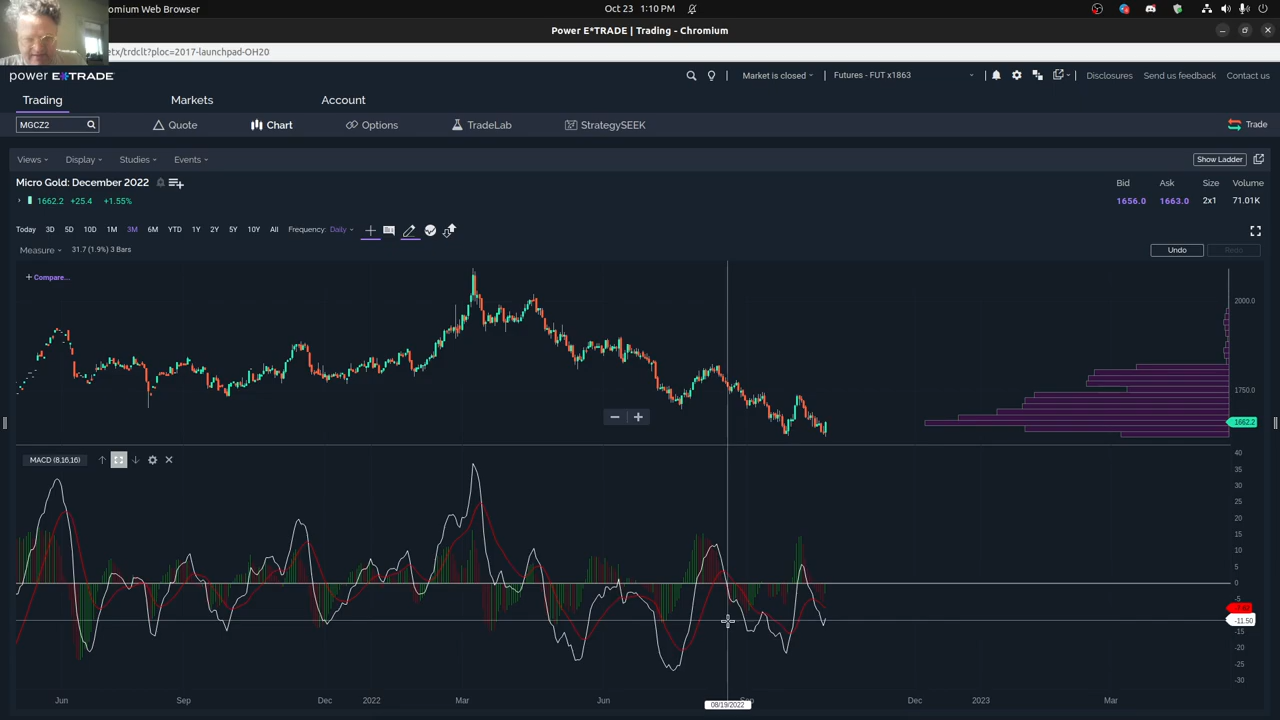 omium Web Browser
Oct 23 1:10 PM
Power E*TRADE | Trading - Chromium
etx/trdclt?ploc=2017-launchpad-OH20
power E*TRADE
Market is closed
Futures - FUT x1863
Disclosures
Send us feedback
Contact us
Trading
Markets
Account
MGCZ2
Quote
Chart
Options
TradeLab
StrategySEEK
Trade
Views
Display
Studies
Events
Show Ladder
Micro Gold: December 2022
Bid
Ask
Size
Volume
1662.2 +25.4 +1.55%
1656.0
1663.0
2x1
71.01K
Today 3D 5D 10D 1M 3M 6M YTD 1Y 2Y 5Y 10Y All Frequency: Daily
Measure
31.7 (1.9%) 3 Bars
Undo
Redo
+ Compare...
2000.0
1750.0
1662.2
MACD (8,16,16)
40
35
30
25
20
15
10
5
0
-5
-11.50
-15
-20
-25
-30
Jun
Sep
Dec
2022
Mar
Jun
Dec
2023
Mar
08/19/2022